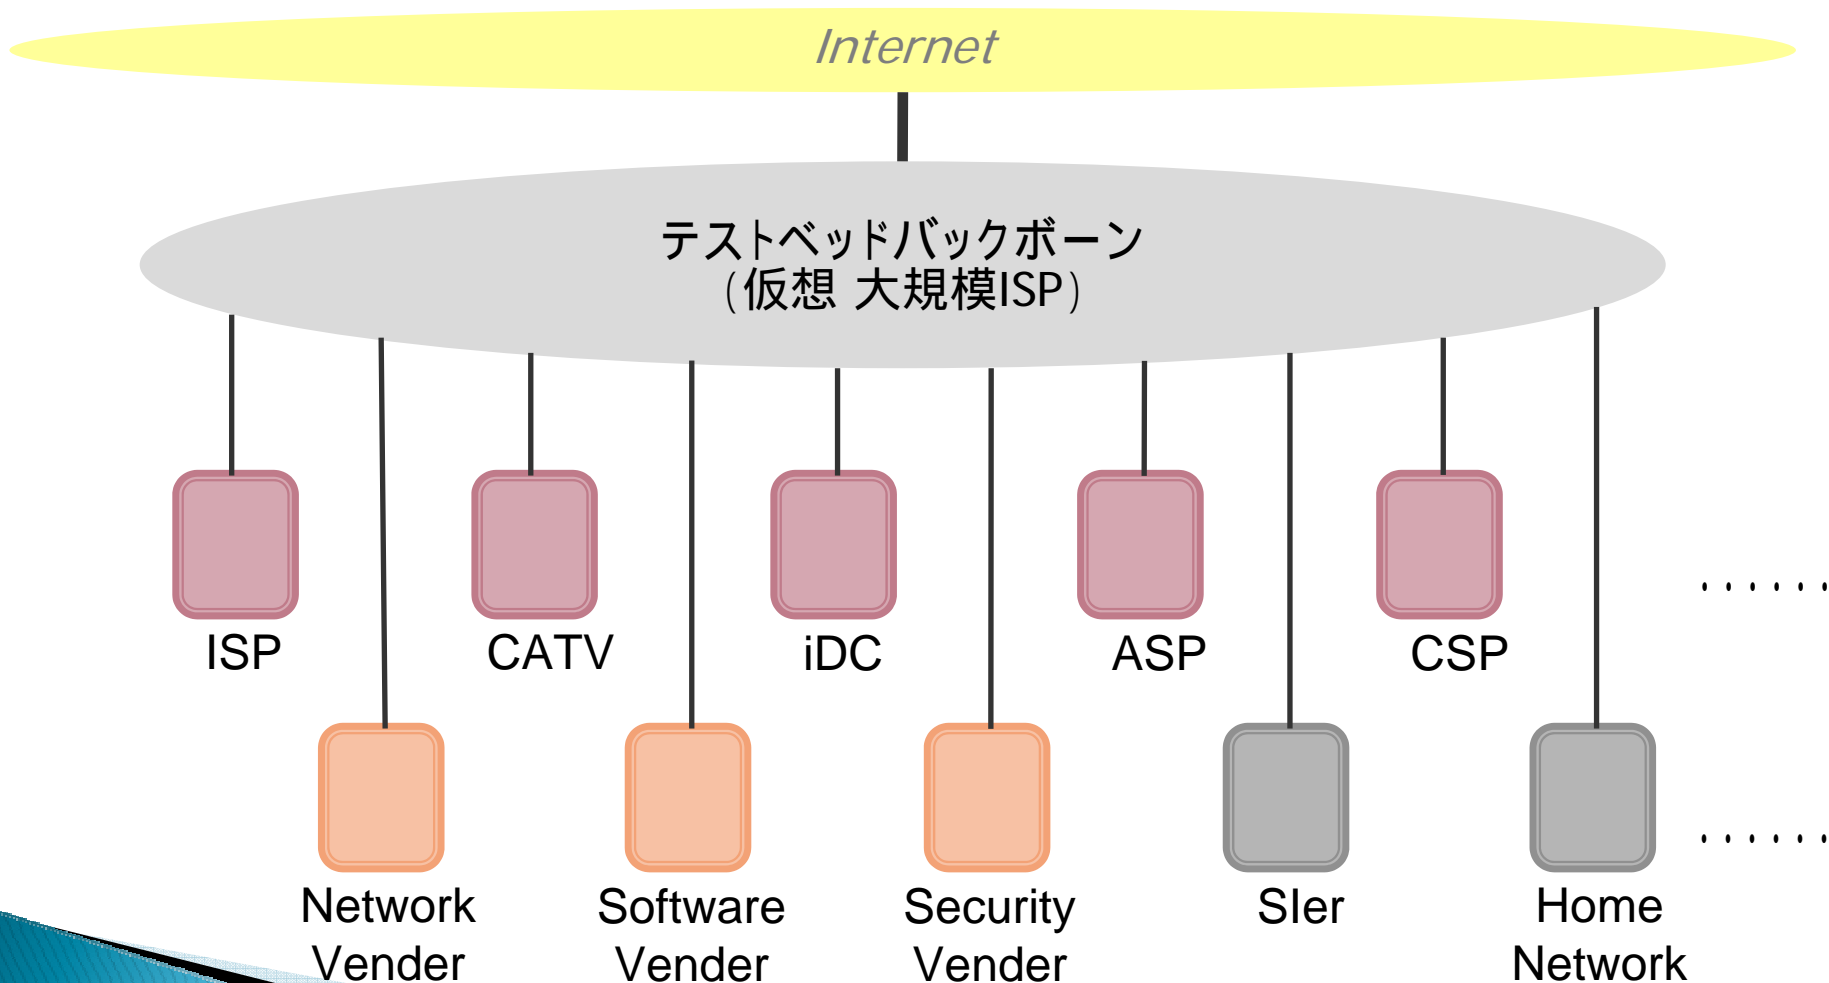 Internet
テストベッドバックボーン
(仮想 大規模ISP)
ISP
CATV
iDC
ASP
CSP
......
Network
Vender
Software
Vender
Security
Vender
SIer
Home
Network
......